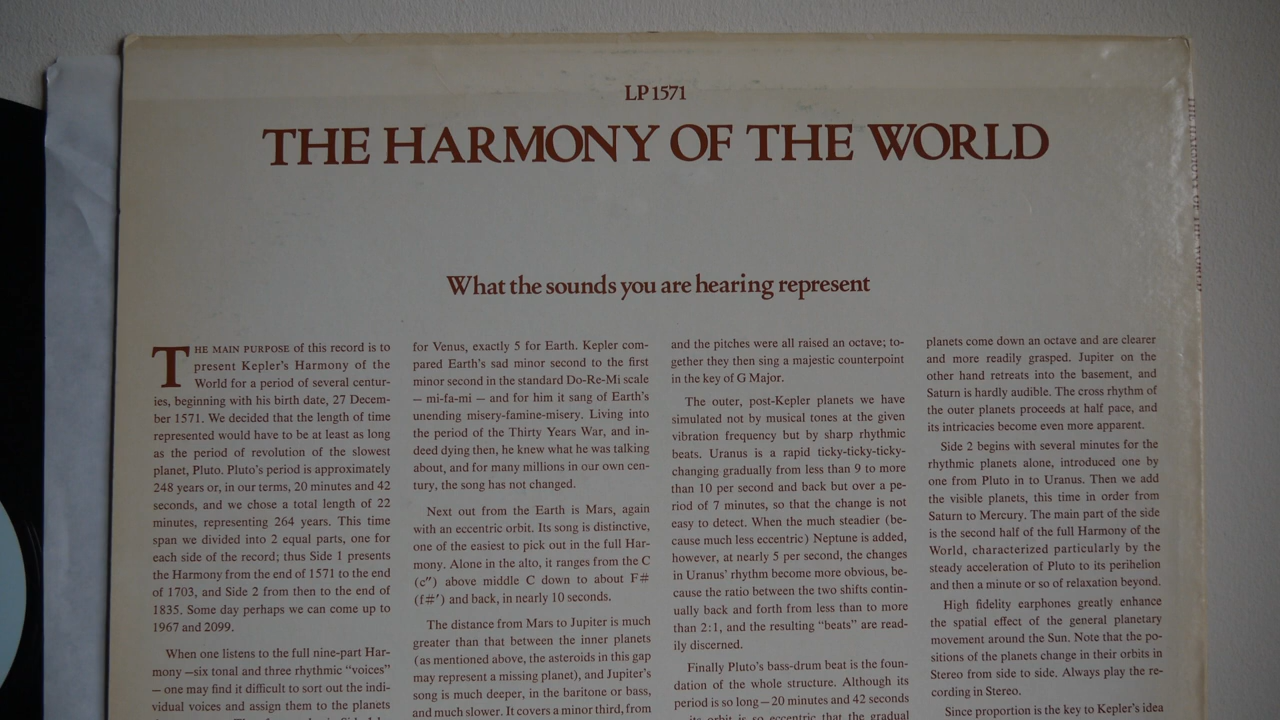 LP 1571
THE HARMONY OF THE WORLD
What the sounds you are hearing represent
THE MAIN PURPOSE of this record is to
present Kepler's Harmony of the
World for a period of several centur-
ies, beginning with his birth date, 27 Decem-
ber 1571. We decided that the length of time
represented would have to be at least as long
as the period of revolution of the slowest
planet, Pluto. Pluto's period is approximately
248 years or, in our terms, 20 minutes and 42
seconds, and we chose a total length of 22
minutes, representing 264 years. This time
span we divided into 2 equal parts, one for
each side of the record; thus Side 1 presents
the Harmony from the end of 1571 to the end
of 1703, and Side 2 from then to the end of
1835. Some day perhaps we can come up to
1967 and 2099.
When one listens to the full nine-part Har-
mony —six tonal and three rhythmic “voices”
— one may find it difficult to sort out the indi-
vidual voices and assign them to the planets
for Venus, exactly 5 for Earth. Kepler com-
pared Earth's sad minor second to the first
minor second in the standard Do-Re-Mi scale
— mi-fa-mi — and for him it sang of Earth's
unending misery-famine-misery. Living into
the period of the Thirty Years War, and in-
deed dying then, he knew what he was talking
about, and for many millions in our own cen-
tury, the song has not changed.
Next out from the Earth is Mars, again
with an eccentric orbit. Its song is distinctive,
one of the easiest to pick out in the full Har-
mony. Alone in the alto, it ranges from the C
(c″) above middle C down to about F#
(f#′) and back, in nearly 10 seconds.
The distance from Mars to Jupiter is much
greater than that between the inner planets
(as mentioned above, the asteroids in this gap
may represent a missing planet), and Jupiter's
song is much deeper, in the baritone or bass,
and much slower. It covers a minor third, from
and the pitches were all raised an octave; to-
gether they then sing a majestic counterpoint
in the key of G Major.
The outer, post-Kepler planets we have
simulated not by musical tones at the given
vibration frequency but by sharp rhythmic
beats. Uranus is a rapid ticky-ticky-ticky-
changing gradually from less than 9 to more
than 10 per second and back but over a pe-
riod of 7 minutes, so that the change is not
easy to detect. When the much steadier (be-
cause much less eccentric) Neptune is added,
however, at nearly 5 per second, the changes
in Uranus' rhythm become more obvious, be-
cause the ratio between the two shifts contin-
ually back and forth from less than to more
than 2:1, and the resulting “beats” are read-
ily discerned.
Finally Pluto's bass-drum beat is the foun-
dation of the whole structure. Although its
period is so long—20 minutes and 42 seconds
its orbit is so eccentric that the gradual
planets come down an octave and are clearer
and more readily grasped. Jupiter on the
other hand retreats into the basement, and
Saturn is hardly audible. The cross rhythm of
the outer planets proceeds at half pace, and
its intricacies become even more apparent.
Side 2 begins with several minutes for the
rhythmic planets alone, introduced one by
one from Pluto in to Uranus. Then we add
the visible planets, this time in order from
Saturn to Mercury. The main part of the side
is the second half of the full Harmony of the
World, characterized particularly by the
steady acceleration of Pluto to its perihelion
and then a minute or so of relaxation beyond.
High fidelity earphones greatly enhance
the spatial effect of the general planetary
movement around the Sun. Note that the po-
sitions of the planets change in their orbits in
Stereo from side to side. Always play the re-
cording in Stereo.
Since proportion is the key to Kepler's idea